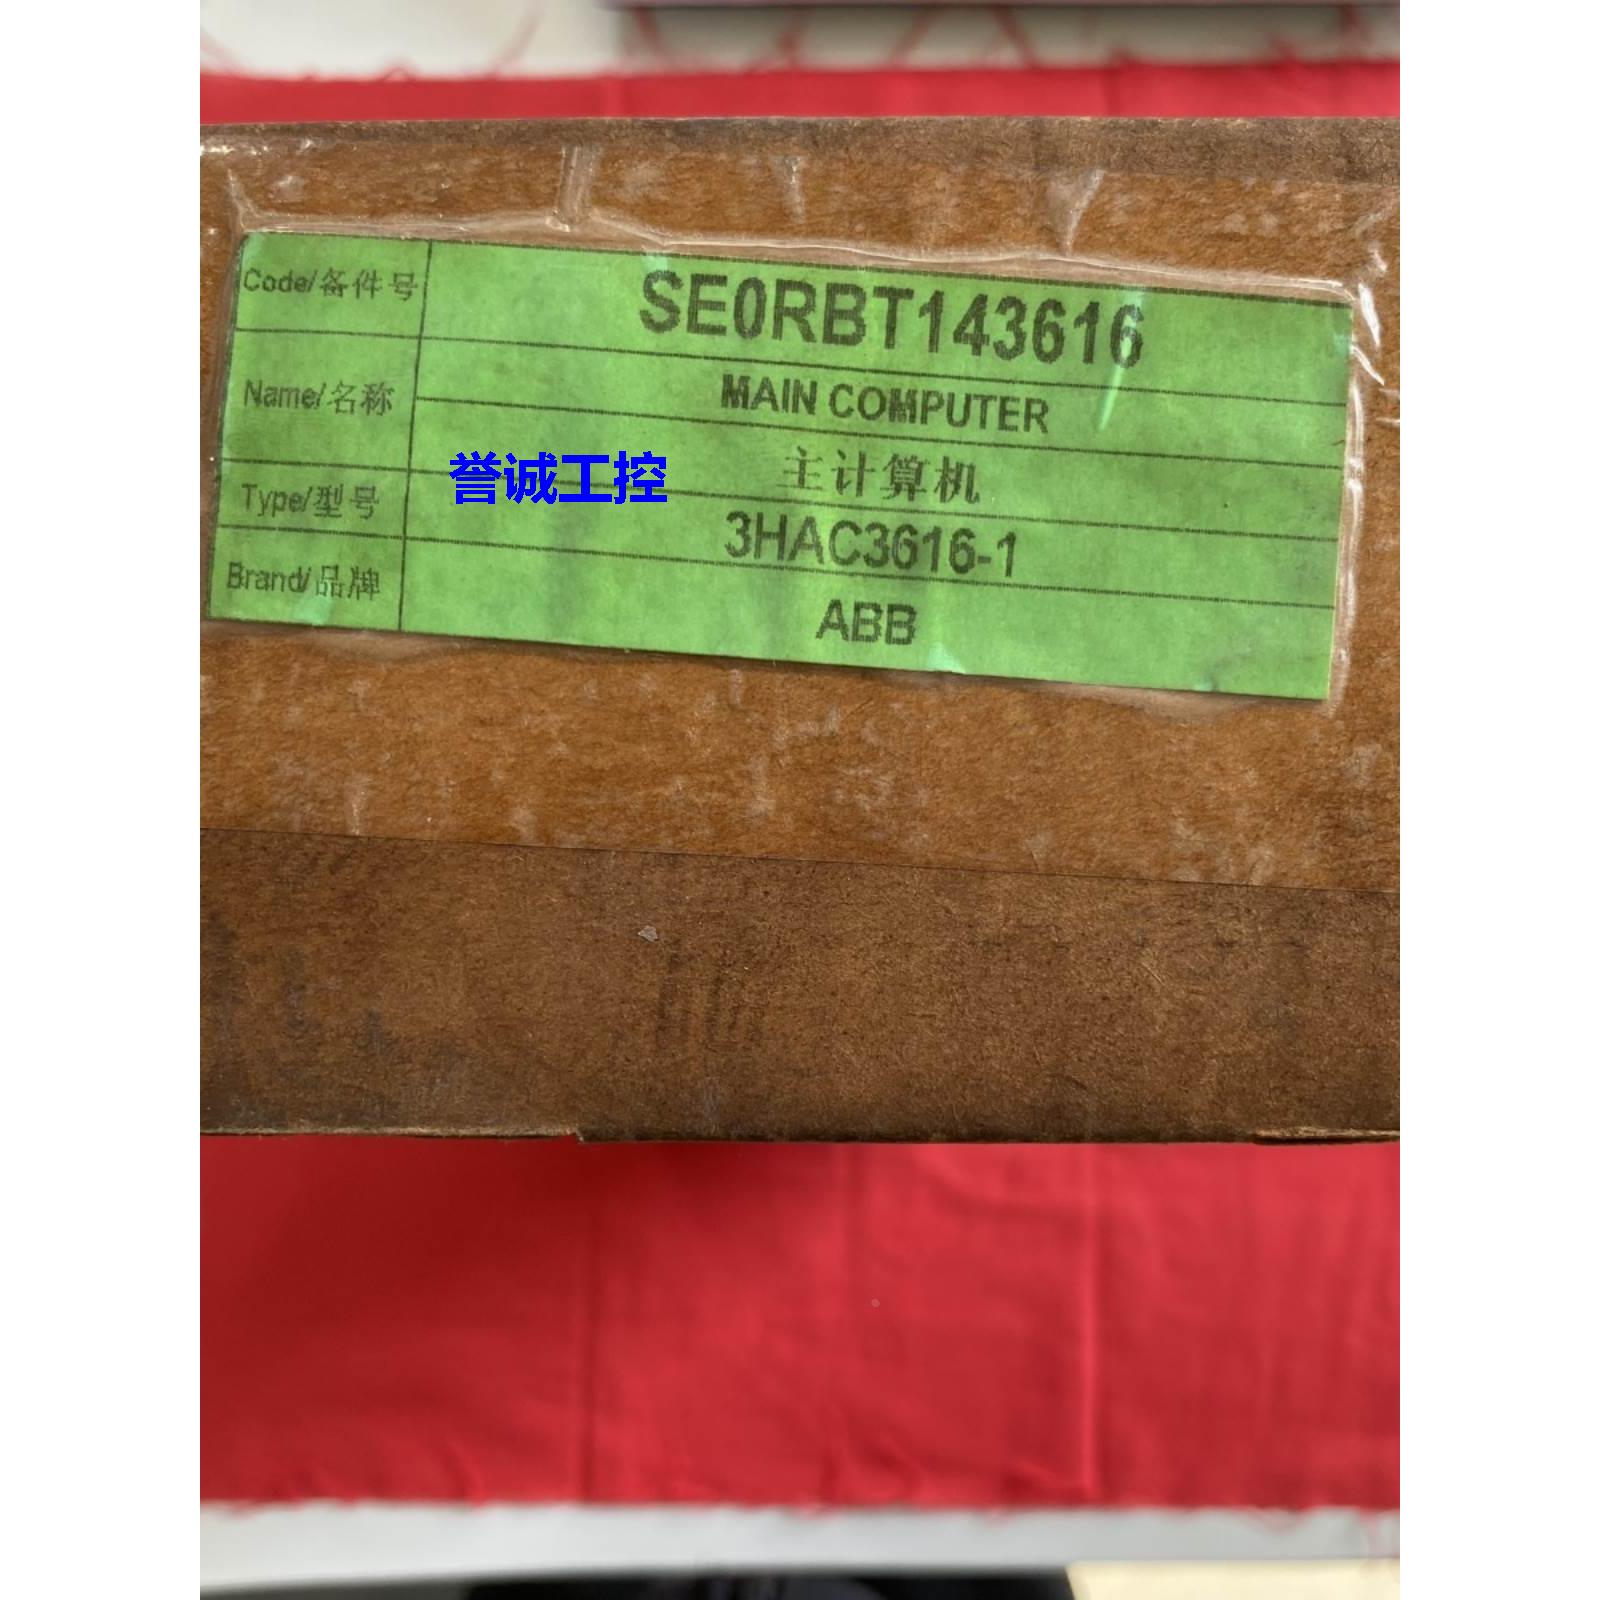 Code/备件号 SE0RBT143616
Name/名称 MAIN COMPUTER
主计算机
誉诚工控
Type/型号 3HAC3616-1
Brand/品牌 ABB